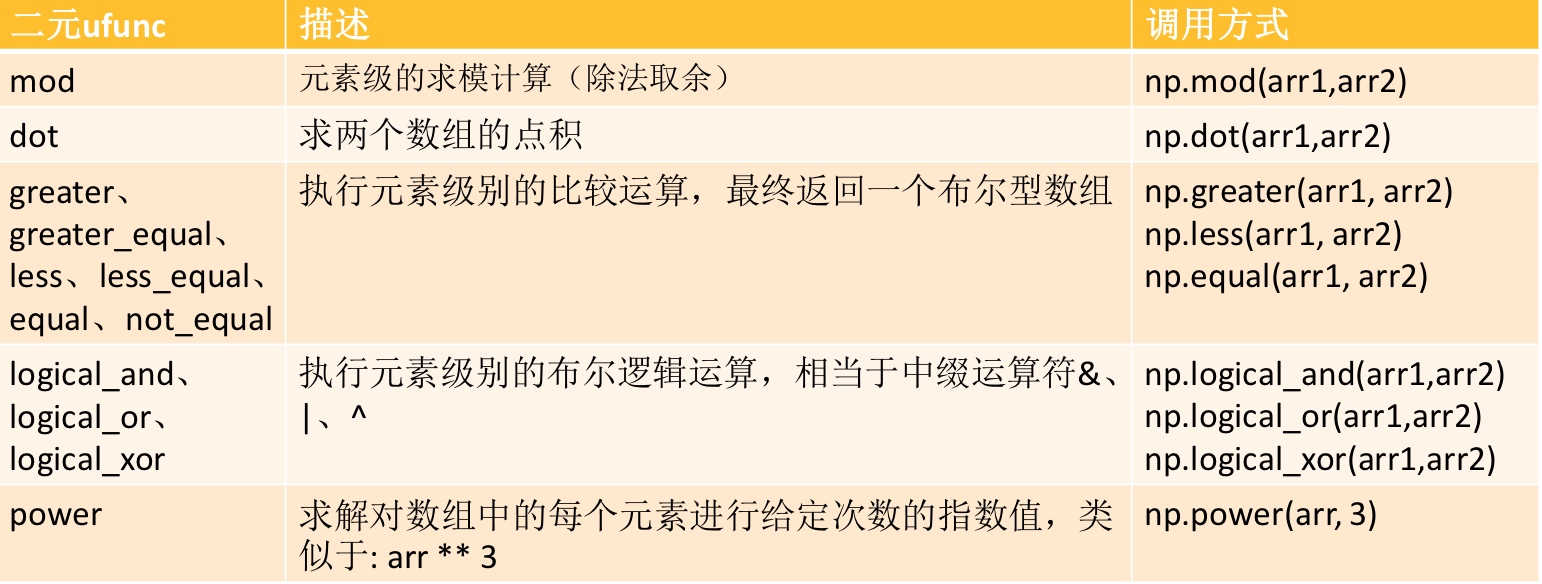 二元ufunc 描述 调用方式
mod 元素级的求模计算（除法取余） np.mod(arr1,arr2)
dot 求两个数组的点积 np.dot(arr1,arr2)
greater、 执行元素级别的比较运算，最终返回一个布尔型数组 np.greater(arr1, arr2)
greater_equal、 np.less(arr1, arr2)
less、less_equal、 np.equal(arr1, arr2)
equal、not_equal
logical_and、 执行元素级别的布尔逻辑运算，相当于中缀运算符&、 np.logical_and(arr1,arr2)
logical_or、 |、^ np.logical_or(arr1,arr2)
logical_xor np.logical_xor(arr1,arr2)
power 求解对数组中的每个元素进行给定次数的指数值，类 np.power(arr, 3)
似于: arr ** 3